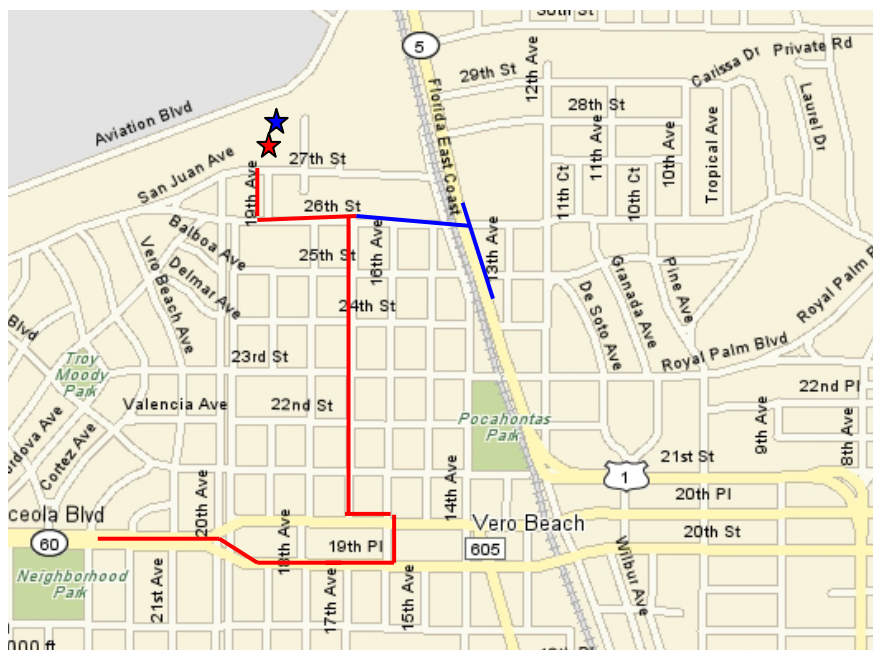 30th St
5
Carissa Dr
Private Rd
12th Ave
29th St
Florida East Coast
Laurel Dr
28th St
Aviation Blvd
11th Ave
10th Ave
Tropical Ave
27th St
San Juan Ave
19th Ave
11th Ct
10th Ct
26th St
Balboa Ave
16th Ave
13th Ave
25th St
Vero Beach Ave
Delmar Ave
Granada Ave
Pine Ave
De Soto Ave
Royal Palm
24th St
Blvd
23rd St
Royal Palm Blvd
Troy
Moody
Park
22nd Pl
Valencia Ave
22nd St
Pocahontas
Park
9th Ave
8th Ave
Cortez Ave
21st St
1
20th Ave
14th Ave
20th Pl
ceola Blvd
Vero Beach
18th Ave
20th St
60
19th Pl
605
Neighborhood
Park
21st Ave
17th Ave
15th Ave
Wilbur Ave
000 ft